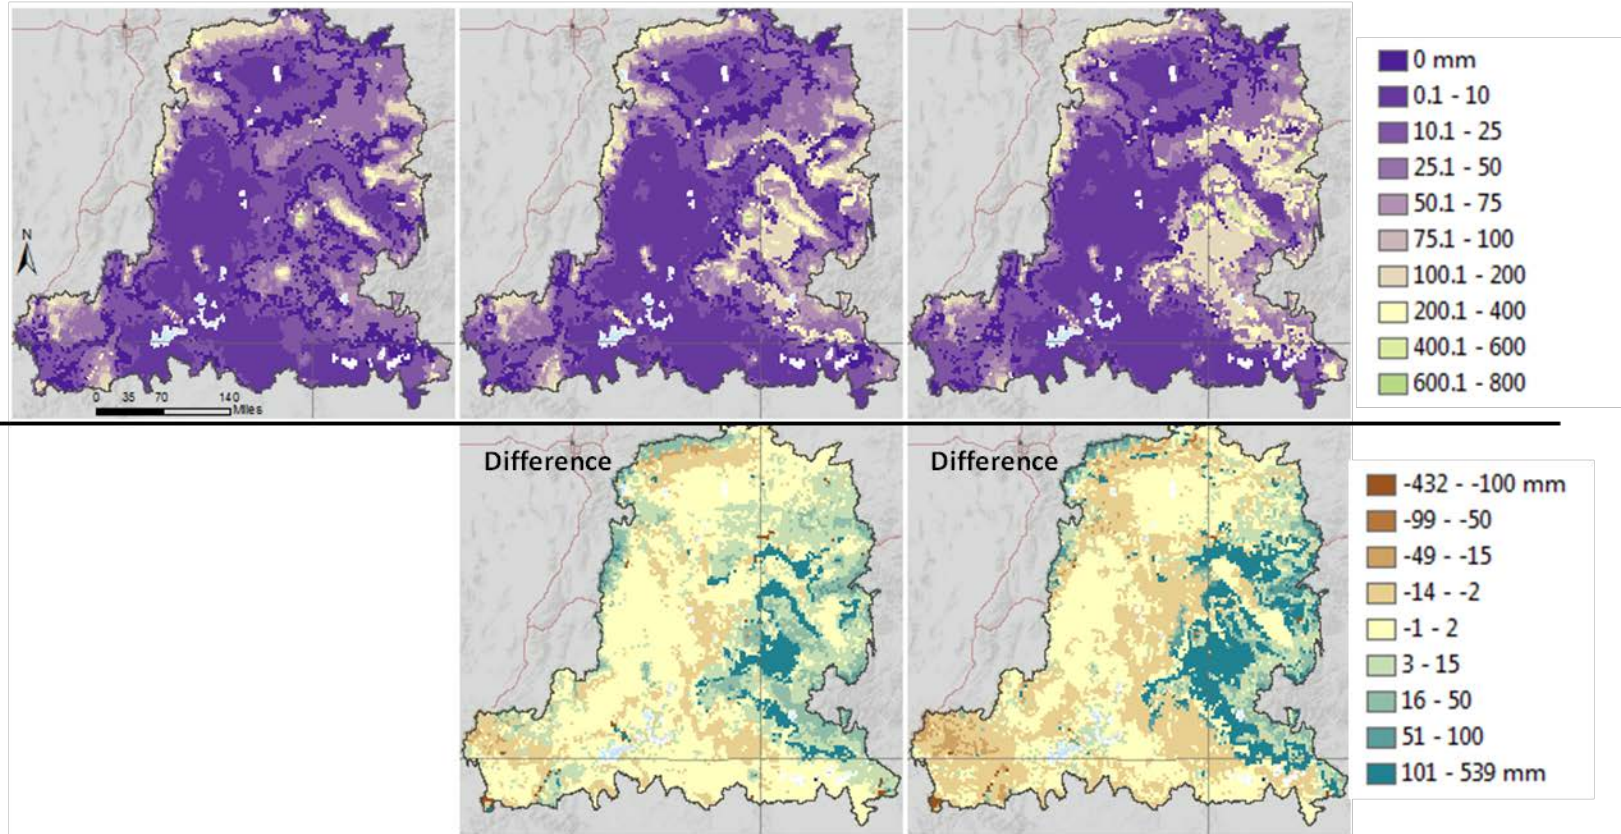 0 mm
0.1 - 10
10.1 - 25
25.1 - 50
50.1 - 75
75.1 - 100
100.1 - 200
200.1 - 400
400.1 - 600
600.1 - 800
N
0 35 70 140
Miles
Difference
Difference
-432 - -100 mm
-99 - -50
-49 - -15
-14 - -2
-1 - 2
3 - 15
16 - 50
51 - 100
101 - 539 mm